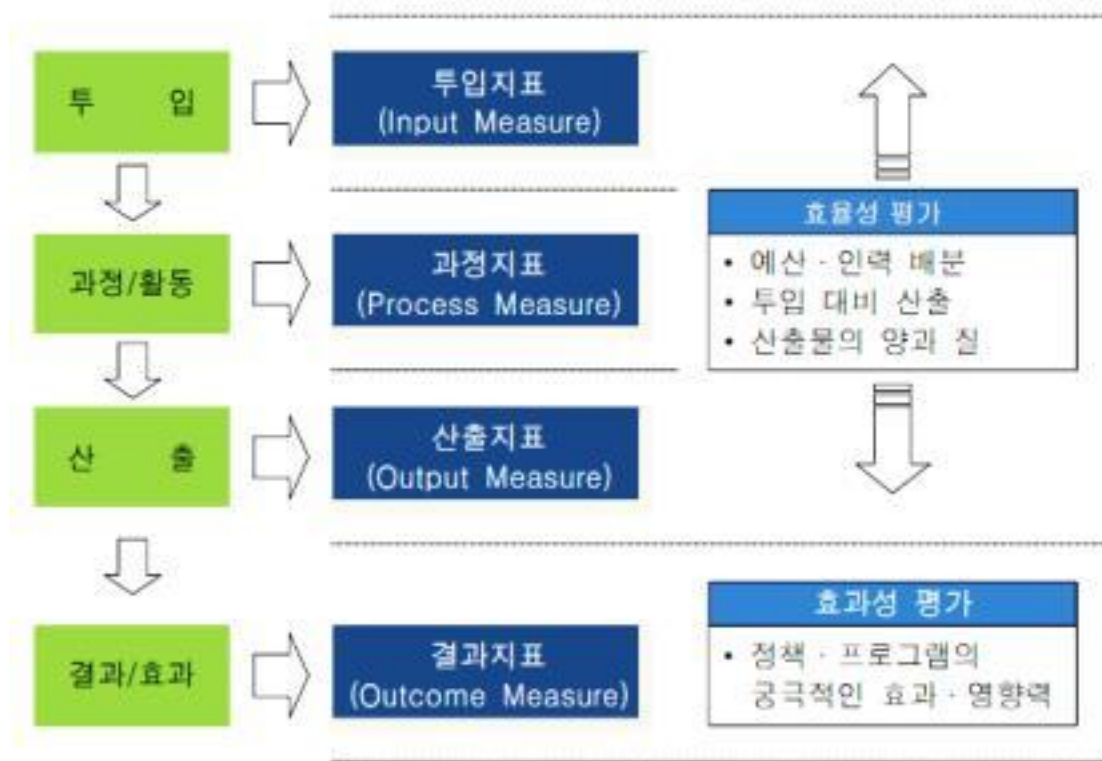 투 입
투입지표
(Input Measure)
과정/활동
과정지표
(Process Measure)
효율성 평가
• 예산 · 인력 배분
• 투입 대비 산출
• 산출물의 양과 질
산 출
산출지표
(Output Measure)
결과/효과
결과지표
(Outcome Measure)
효과성 평가
• 정책 · 프로그램의
궁극적인 효과 · 영향력